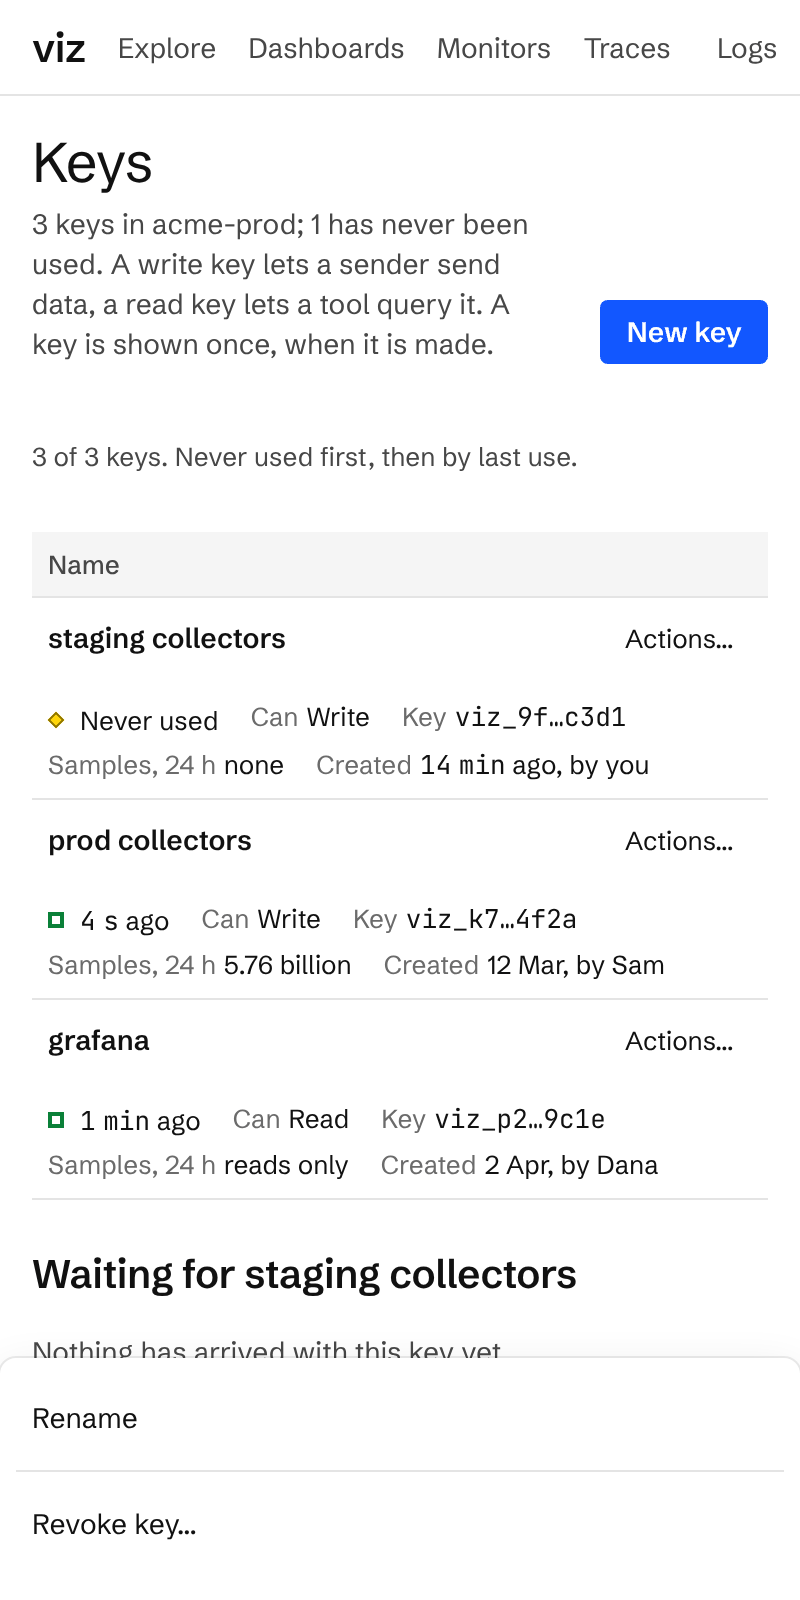 viz Explore Dashboards Monitors Traces Logs
Keys
3 keys in acme-prod; 1 has never been
used. A write key lets a sender send
data, a read key lets a tool query it. A
key is shown once, when it is made.
New key
3 of 3 keys. Never used first, then by last use.
Name
staging collectors Actions...
Never used Can Write Key viz_9f…c3d1
Samples, 24 h none Created 14 min ago, by you
prod collectors Actions...
4 s ago Can Write Key viz_k7…4f2a
Samples, 24 h 5.76 billion Created 12 Mar, by Sam
grafana Actions...
1 min ago Can Read Key viz_p2…9c1e
Samples, 24 h reads only Created 2 Apr, by Dana
Waiting for staging collectors
Nothing has arrived with this key yet
Rename
Revoke key...